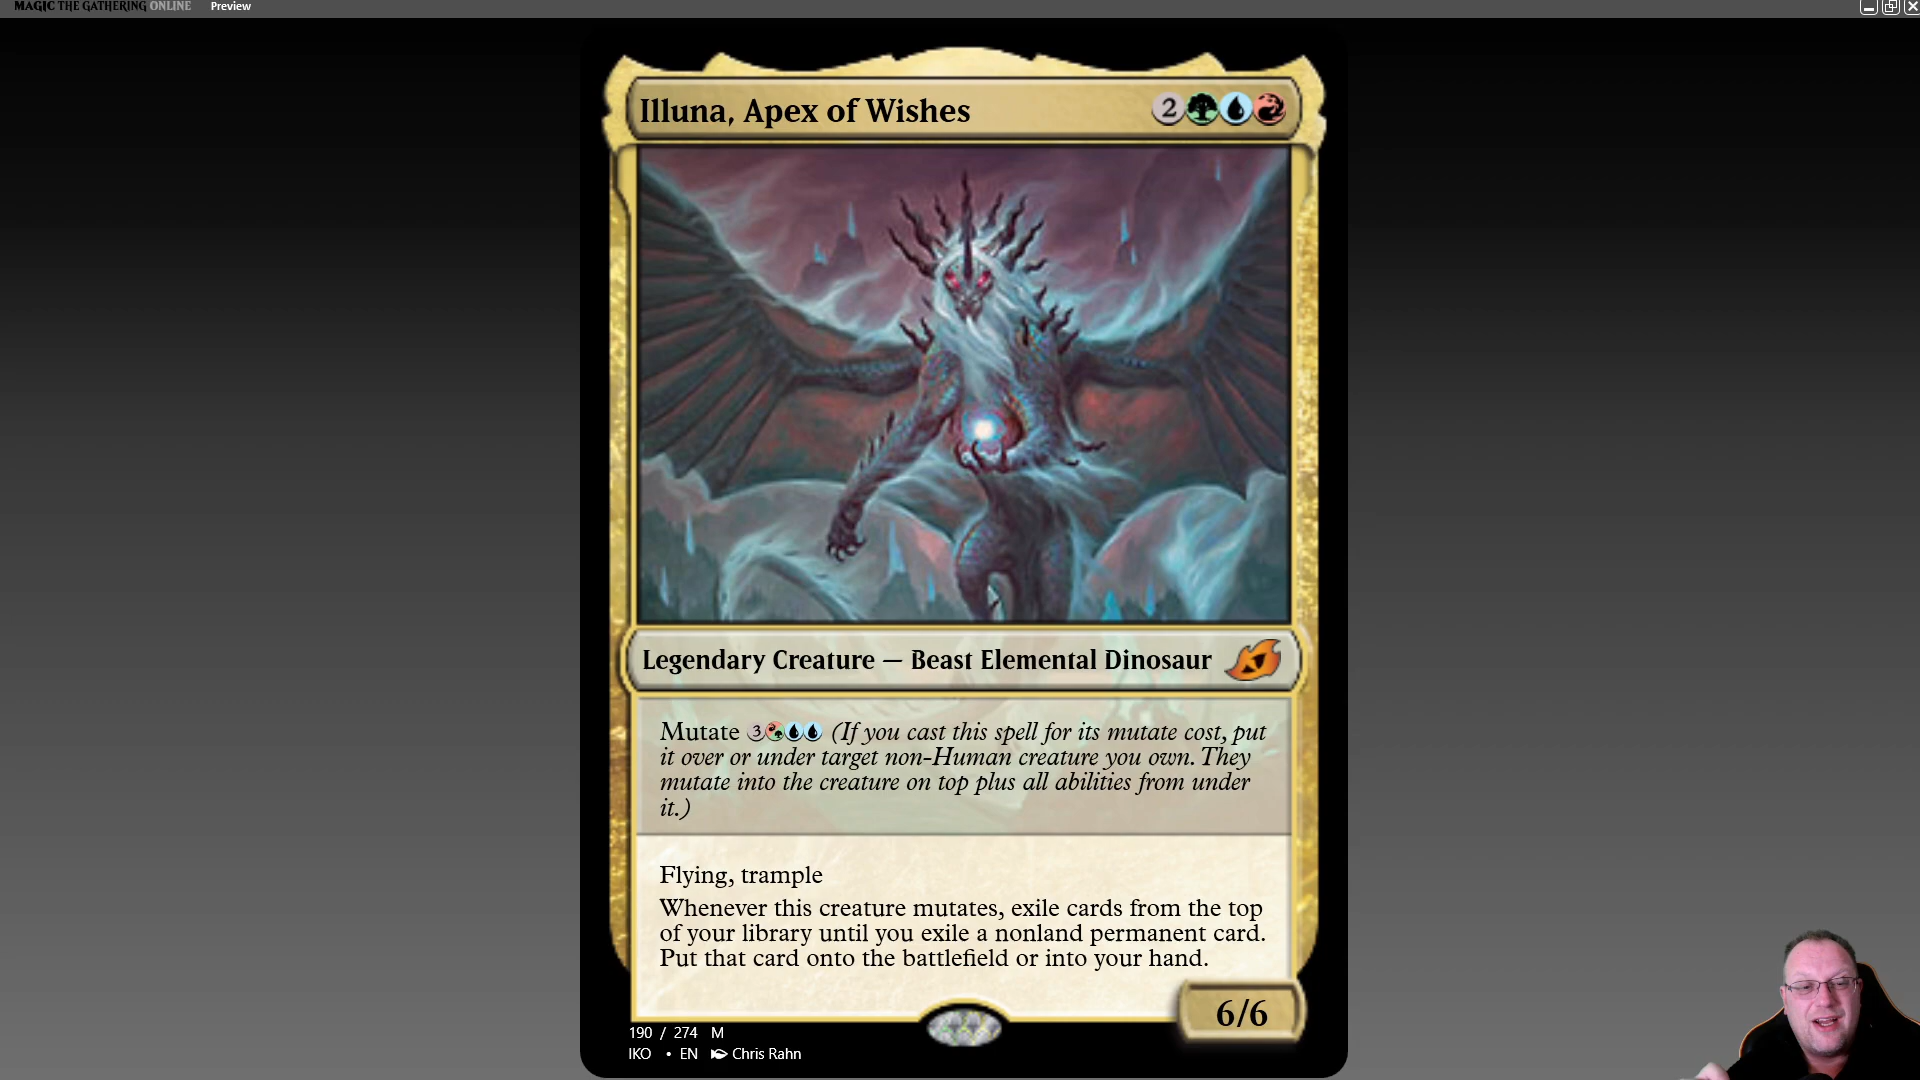 MAGIC THE GATHERING ONLINE Preview
Illuna, Apex of Wishes 2
Legendary Creature — Beast Elemental Dinosaur
Mutate 3 (If you cast this spell for its mutate cost, put
it over or under target non-Human creature you own. They
mutate into the creature on top plus all abilities from under
it.)
Flying, trample
Whenever this creature mutates, exile cards from the top
of your library until you exile a nonland permanent card.
Put that card onto the battlefield or into your hand.
6/6
190 / 274 M
IKO • EN Chris Rahn